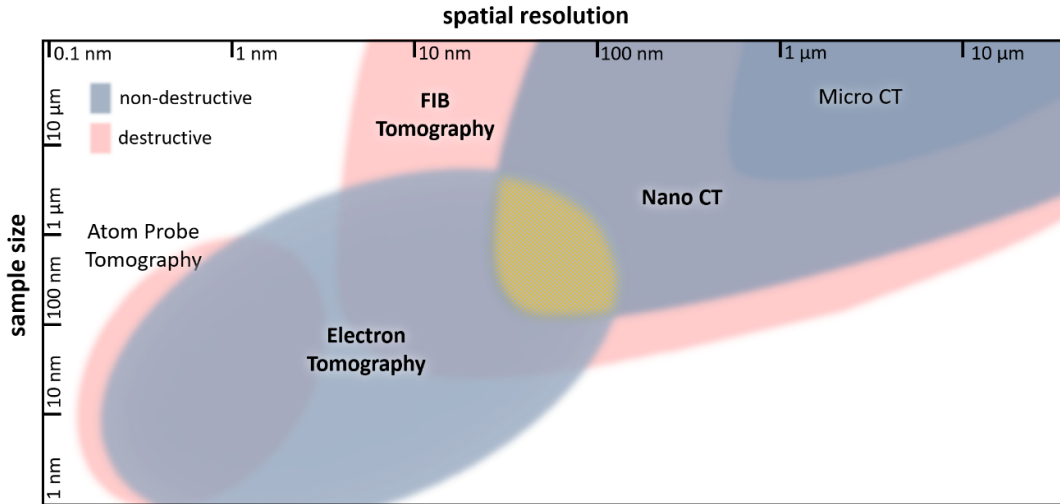 spatial resolution
0.1 nm
1 nm
10 nm
100 nm
1 μm
10 μm
non-destructive
destructive
FIB
Tomography
Micro CT
Nano CT
Atom Probe
Tomography
Electron
Tomography
sample size
10 μm
1 μm
100 nm
10 nm
1 nm